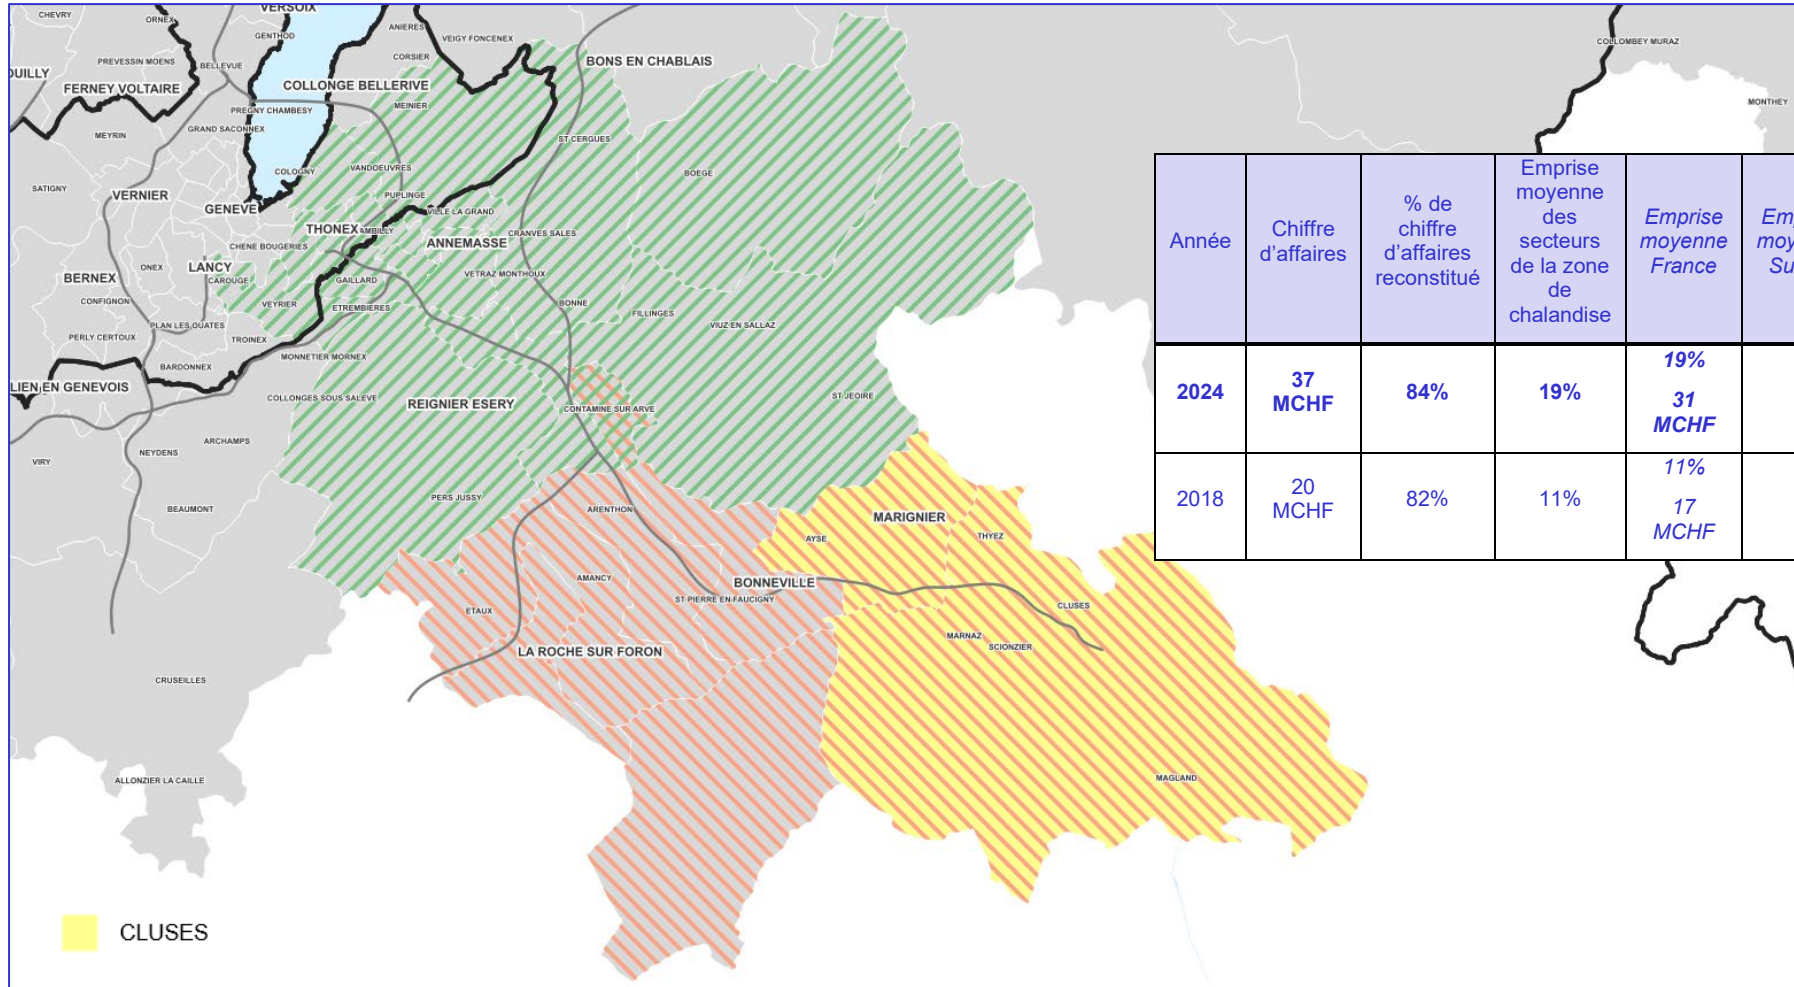 CHEVRY
ORNEX
VERSOIX
GENTHOD
ANIERES
VEIGY FONCENEX
COLLOMBEY MURAZ
PREVESSIN MOENS
BELLEVUE
CORSIER
BONS EN CHABLAIS
OUILLY
FERNEY VOLTAIRE
COLLONGE BELLERIVE
MEINIER
MONTHEY
PREGNY CHAMBESY
MEYRIN
GRAND SACONNEX
ST CERGUES
COLOGNY
VANDOEUVRES
BOEGE
SATIGNY
VERNIER
PUPLINGE
GENEVE
VILLE LA GRAND
THONEX
AMBILLY
CRANVES SALES
CHENE BOUGERIES
ANNEMASSE
ONEX
LANCY
VETRAZ MONTHOUX
BERNEX
CAROUGE
GAILLARD
CONFIGNON
VEYRIER
ETREMBIERES
BONNE
FILLINGES
PLAN LES OUATES
VIUZ EN SALLAZ
PERLY CERTOUX
TROINEX
MONNETIER MORNEX
BARDONNEX
LIEN EN GENEVOIS
COLLONGES SOUS SALEVE
REIGNIER ESERY
CONTAMINE SUR ARVE
ST JEOIRE
ARCHAMPS
NEYDENS
VIRY
PERS JUSSY
BEAUMONT
ARENTHON
MARIGNIER
AYSE
THYEZ
AMANCY
BONNEVILLE
ST PIERRE EN FAUCIGNY
ETAUX
CLUSES
MARNAZ
SCIONZIER
LA ROCHE SUR FORON
CRUSEILLES
ALLONZIER LA CAILLE
MAGLAND
CLUSES
Année
Chiffre
d'affaires
% de
chiffre
d'affaires
reconstitué
Emprise
moyenne
des
secteurs
de la zone
de
chalandise
Emprise
moyenne
France
Emp
moy
Su
2024
37
MCHF
84%
19%
19%
31
MCHF
2018
20
MCHF
82%
11%
11%
17
MCHF